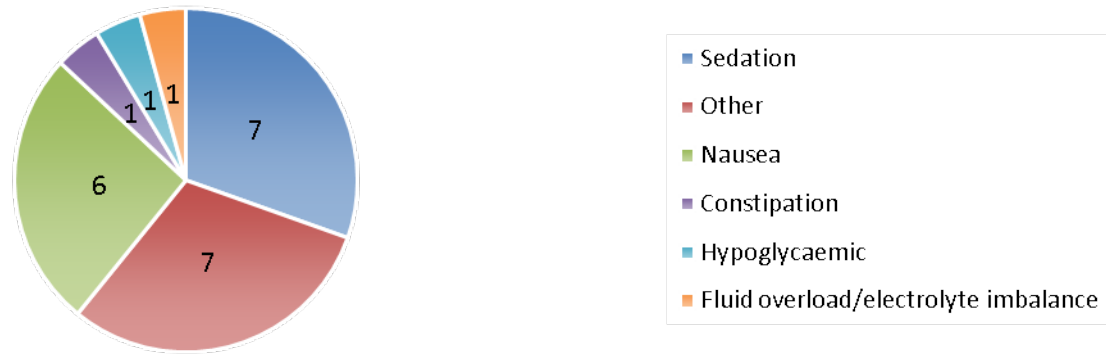 1
1
1
7
6
7
Sedation
Other
Nausea
Constipation
Hypoglycaemic
Fluid overload/electrolyte imbalance